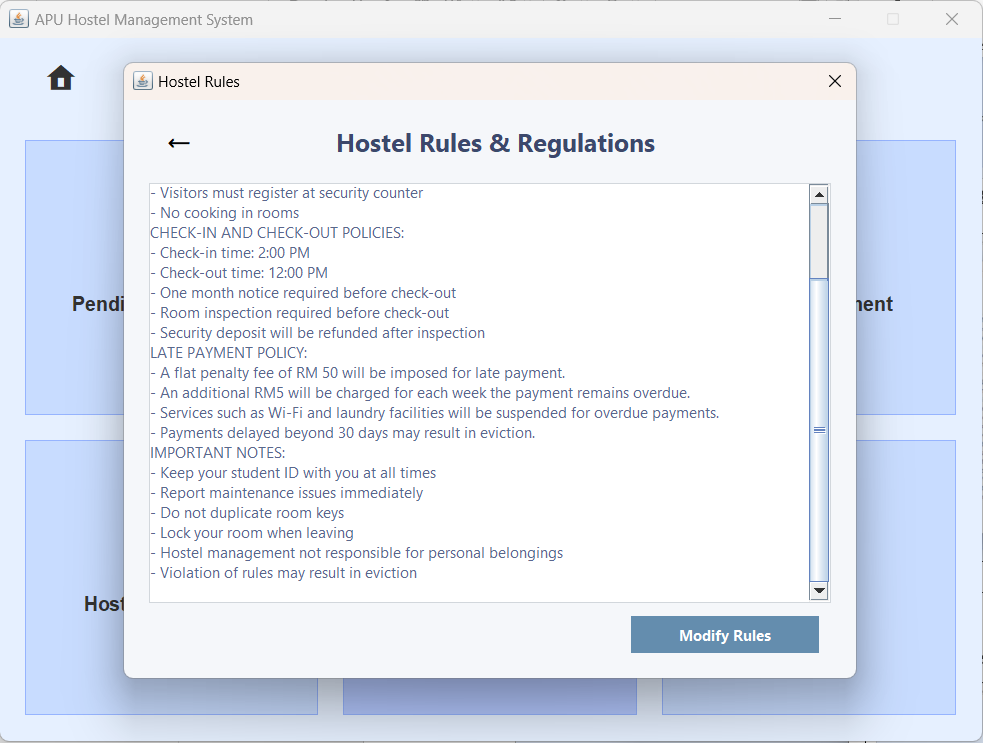 APU Hostel Management System
Hostel Rules
Hostel Rules & Regulations
- Visitors must register at security counter
- No cooking in rooms
CHECK-IN AND CHECK-OUT POLICIES:
- Check-in time: 2:00 PM
- Check-out time: 12:00 PM
- One month notice required before check-out
- Room inspection required before check-out
- Security deposit will be refunded after inspection
LATE PAYMENT POLICY:
- A flat penalty fee of RM 50 will be imposed for late payment.
- An additional RM5 will be charged for each week the payment remains overdue.
- Services such as Wi-Fi and laundry facilities will be suspended for overdue payments.
- Payments delayed beyond 30 days may result in eviction.
IMPORTANT NOTES:
- Keep your student ID with you at all times
- Report maintenance issues immediately
- Do not duplicate room keys
- Lock your room when leaving
- Hostel management not responsible for personal belongings
- Violation of rules may result in eviction
Modify Rules
Pendi
ment
Host